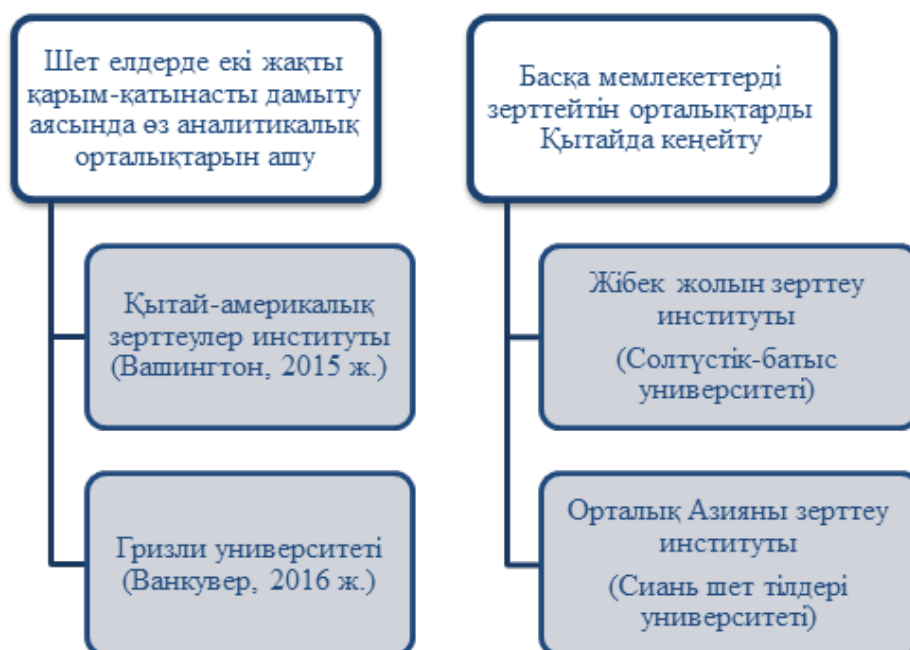 Шет елдерде екі жақты
қарым-қатынасты дамыту
аясында өз аналитикалық
орталықтарын ашу
Қытай-америкалық
зерттеулер институты
(Вашингтон, 2015 ж.)
Гризли университеті
(Ванкувер, 2016 ж.)
Басқа мемлекеттерді
зерттейтін орталықтарды
Қытайда кеңейту
Жібек жолын зерттеу
институты
(Солтүстік-батыс
университеті)
Орталық Азияны зерттеу
институты
(Сиань шет тілдері
университеті)